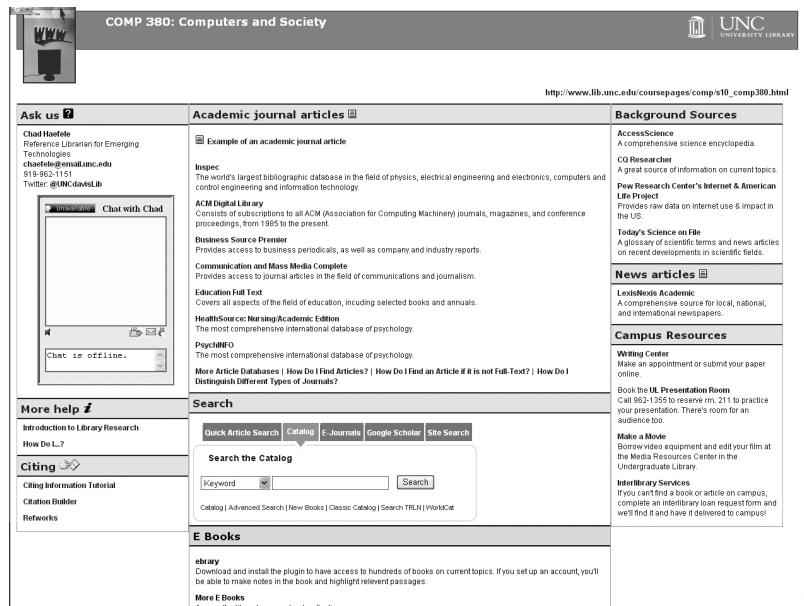 COMP 380: Computers and Society
WWW
UNC
UNIVERSITY LIBRARY
http://www.lib.unc.edu/coursepages/comp/s10_comp380.html
Ask us ?
Chad Haefele
Reference Librarian for Emerging
Technologies
chaefele@email.unc.edu
919-962-1151
Twitter: @UNCdavisLib
Unavailable Chat with Chad
Chat is offline.
More help i
Introduction to Library Research
How Do I...?
Citing
Citing Information Tutorial
Citation Builder
Refworks
Academic journal articles
Example of an academic journal article
Inspec
The world's largest bibliographic database in the field of physics, electrical engineering and electronics, computers and
control engineering and information technology.
ACM Digital Library
Consists of subscriptions to all ACM (Association for Computing Machinery) journals, magazines, and conference
proceedings, from 1985 to the present.
Business Source Premier
Provides access to business periodicals, as well as company and industry reports.
Communication and Mass Media Complete
Provides access to journal articles in the field of communications and journalism.
Education Full Text
Covers all aspects of the field of education, incuding selected books and annuals.
HealthSource: Nursing/Academic Edition
The most comprehensive international database of psychology.
PsychINFO
The most comprehensive international database of psychology.
More Article Databases | How Do I Find Articles? | How Do I Find an Article if it is not Full-Text? | How Do I
Distinguish Different Types of Journals?
Search
Quick Article Search Catalog E-Journals Google Scholar Site Search
Search the Catalog
Keyword Search
Catalog | Advanced Search | New Books | Classic Catalog | Search TRLN | WorldCat
E Books
ebrary
Download and install the plugin to have access to hundreds of books on current topics. If you set up an account, you'll
be able to make notes in the book and highlight relevent passages.
More E Books
Background Sources
AccessScience
A comprehensive science encyclopedia.
CQ Researcher
A great source of information on current topics.
Pew Research Center's Internet & American
Life Project
Provides raw data on internet use & impact in
the US.
Today's Science on File
A glossary of scientific terms and news articles
on recent developments in scientific fields.
News articles
LexisNexis Academic
A comprehensive source for local, national,
and international newspapers.
Campus Resources
Writing Center
Make an appointment or submit your paper
online.
Book the UL Presentation Room
Call 962-1355 to reserve rm. 211 to practice
your presentation. There's room for an
audience too.
Make a Movie
Borrow video equipment and edit your film at
the Media Resources Center in the
Undergraduate Library.
Interlibrary Services
If you can't find a book or article on campus,
complete an interlibrary loan request form and
we'll find it and have it delivered to campus!